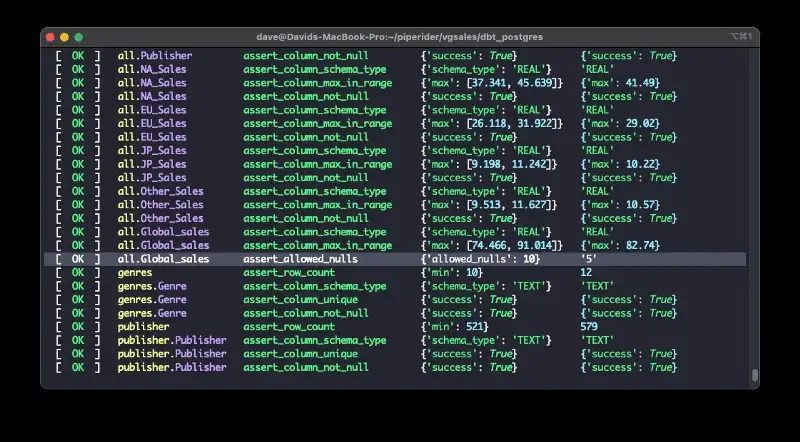 dave@Davids-MacBook-Pro:~/piperider/vgsales/dbt_postgres ⌥⌘1
[ OK ] all.Publisher assert_column_not_null {'success': True} {'success': True}
[ OK ] all.NA_Sales assert_column_schema_type {'schema_type': 'REAL'} 'REAL'
[ OK ] all.NA_Sales assert_column_max_in_range {'max': [37.341, 45.639]} {'max': 41.49}
[ OK ] all.NA_Sales assert_column_not_null {'success': True} {'success': True}
[ OK ] all.EU_Sales assert_column_schema_type {'schema_type': 'REAL'} 'REAL'
[ OK ] all.EU_Sales assert_column_max_in_range {'max': [26.118, 31.922]} {'max': 29.02}
[ OK ] all.EU_Sales assert_column_not_null {'success': True} {'success': True}
[ OK ] all.JP_Sales assert_column_schema_type {'schema_type': 'REAL'} 'REAL'
[ OK ] all.JP_Sales assert_column_max_in_range {'max': [9.198, 11.242]} {'max': 10.22}
[ OK ] all.JP_Sales assert_column_not_null {'success': True} {'success': True}
[ OK ] all.Other_Sales assert_column_schema_type {'schema_type': 'REAL'} 'REAL'
[ OK ] all.Other_Sales assert_column_max_in_range {'max': [9.513, 11.627]} {'max': 10.57}
[ OK ] all.Other_Sales assert_column_not_null {'success': True} {'success': True}
[ OK ] all.Global_sales assert_column_schema_type {'schema_type': 'REAL'} 'REAL'
[ OK ] all.Global_sales assert_column_max_in_range {'max': [74.466, 91.014]} {'max': 82.74}
[ OK ] all.Global_sales assert_allowed_nulls {'allowed_nulls': 10} '5'
[ OK ] genres assert_row_count {'min': 10} 12
[ OK ] genres.Genre assert_column_schema_type {'schema_type': 'TEXT'} 'TEXT'
[ OK ] genres.Genre assert_column_unique {'success': True} {'success': True}
[ OK ] genres.Genre assert_column_not_null {'success': True} {'success': True}
[ OK ] publisher assert_row_count {'min': 521} 579
[ OK ] publisher.Publisher assert_column_schema_type {'schema_type': 'TEXT'} 'TEXT'
[ OK ] publisher.Publisher assert_column_unique {'success': True} {'success': True}
[ OK ] publisher.Publisher assert_column_not_null {'success': True} {'success': True}